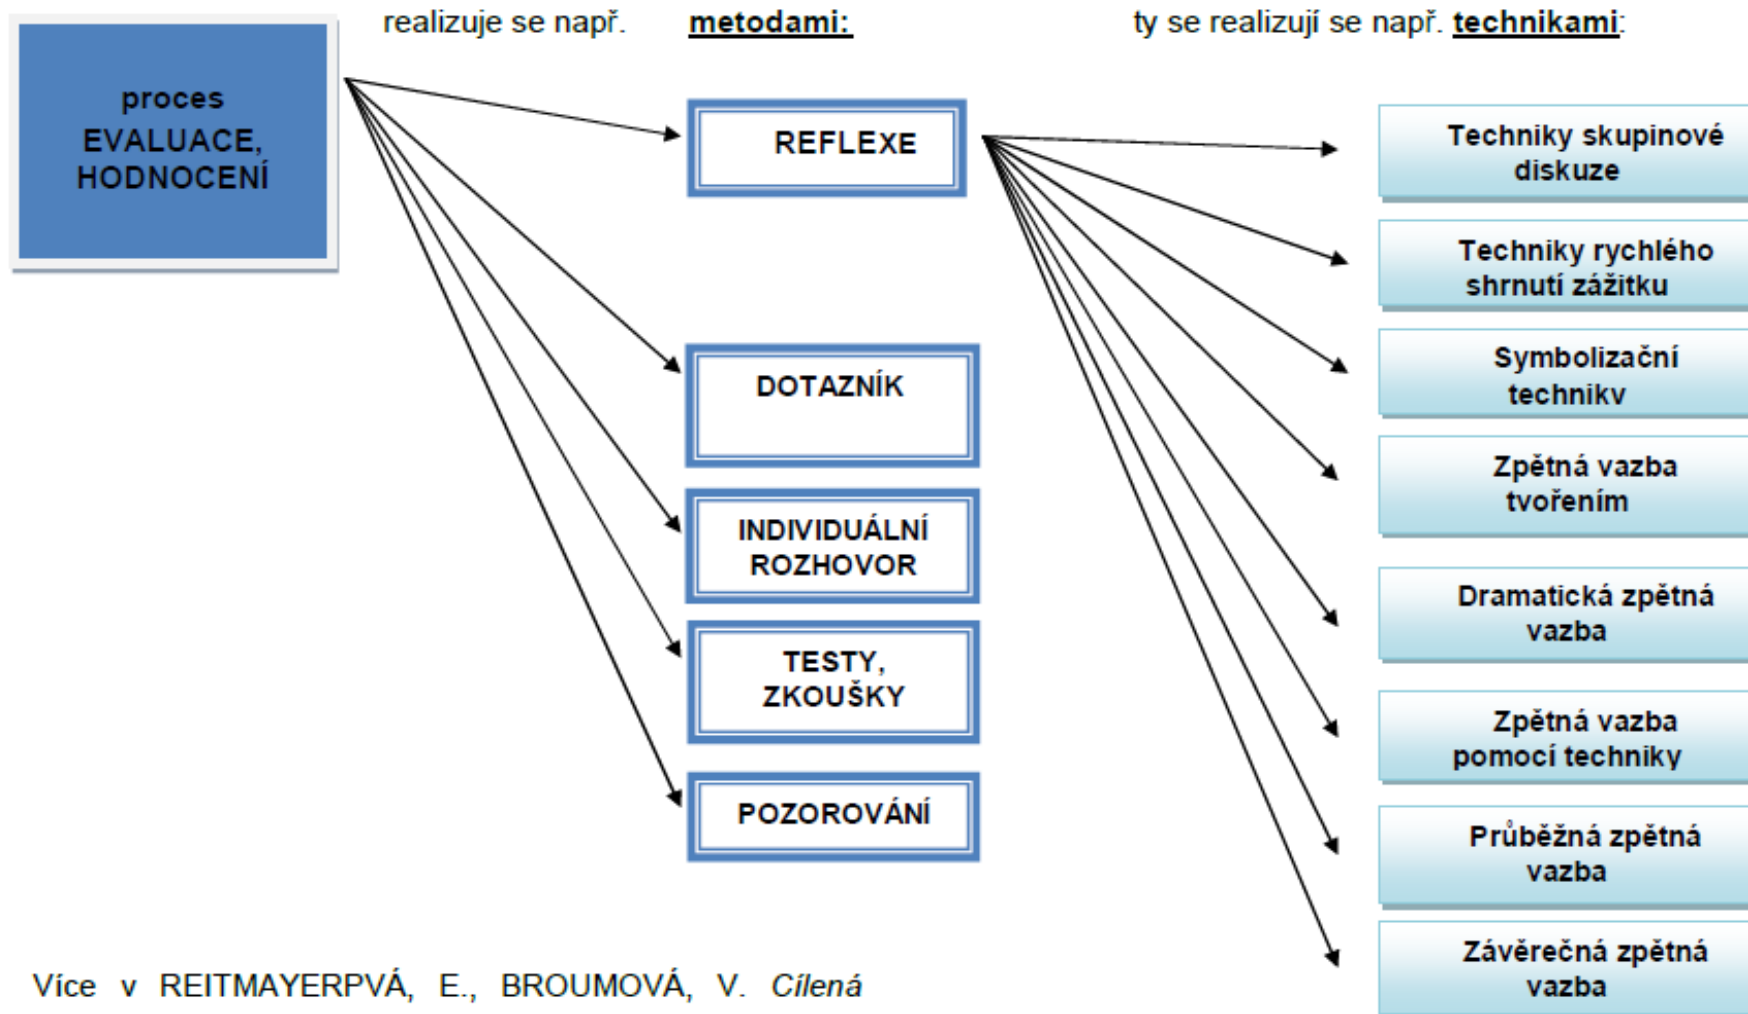 realizuje se např. metodami:
ty se realizují se např. technikami:
proces
EVALUACE,
HODNOCENÍ
REFLEXE
DOTAZNÍK
INDIVIDUÁLNÍ
ROZHOVOR
TESTY,
ZKOUŠKY
POZOROVÁNÍ
Techniky skupinové
diskuze
Techniky rychlého
shrnutí zážitku
Symbolizační
techniky
Zpětná vazba
tvořením
Dramatická zpětná
vazba
Zpětná vazba
pomocí techniky
Průběžná zpětná
vazba
Závěrečná zpětná
vazba
Více v REITMAYERPVÁ, E., BROUMOVÁ, V. Cílená